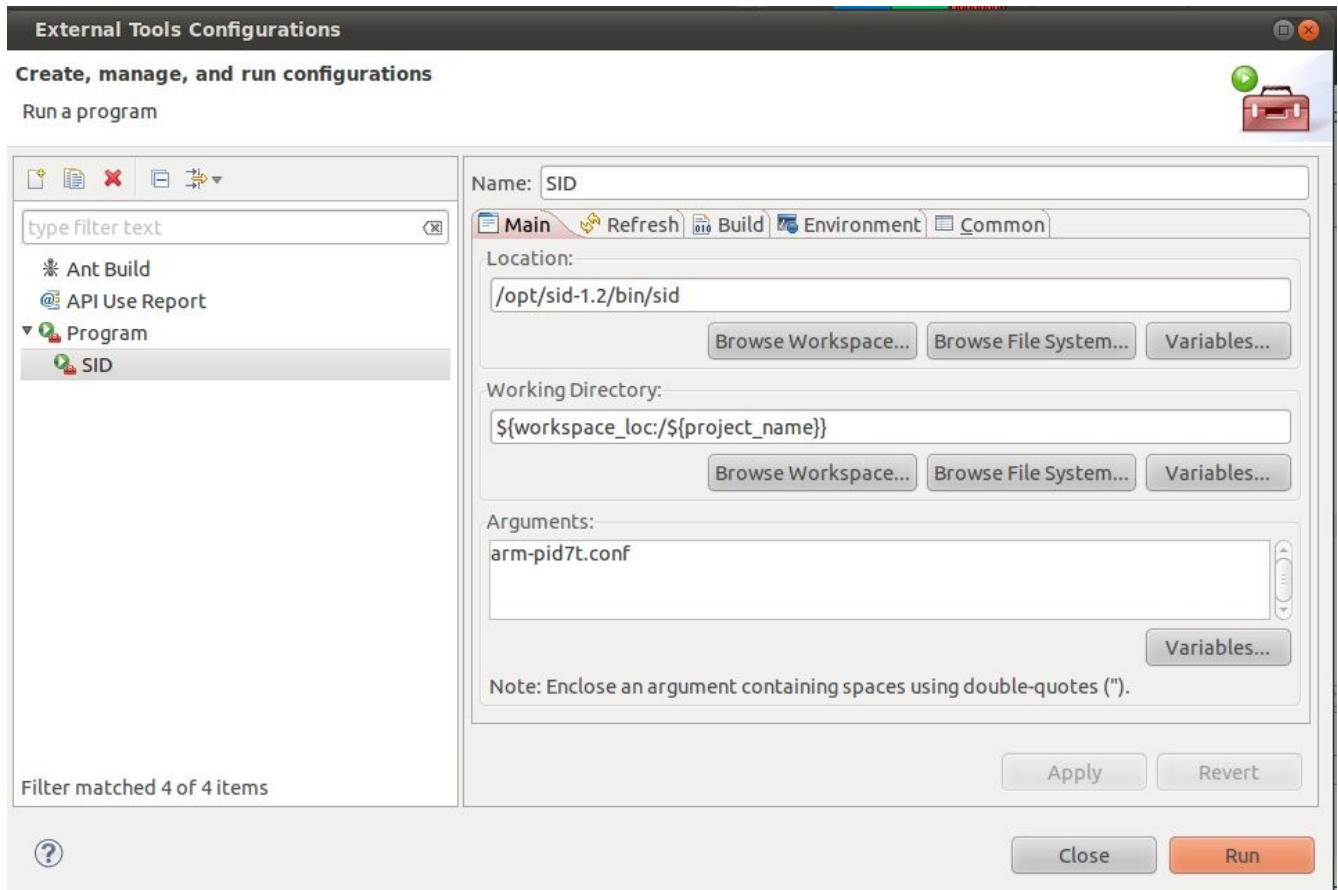 External Tools Configurations
Create, manage, and run configurations
Run a program
type filter text
Ant Build
API Use Report
Program
SID
Filter matched 4 of 4 items
Name: SID
Main Refresh Build Environment Common
Location:
/opt/sid-1.2/bin/sid
Browse Workspace... Browse File System... Variables...
Working Directory:
${workspace_loc:/${project_name}}
Browse Workspace... Browse File System... Variables...
Arguments:
arm-pid7t.conf
Variables...
Note: Enclose an argument containing spaces using double-quotes (").
Apply Revert
Close Run